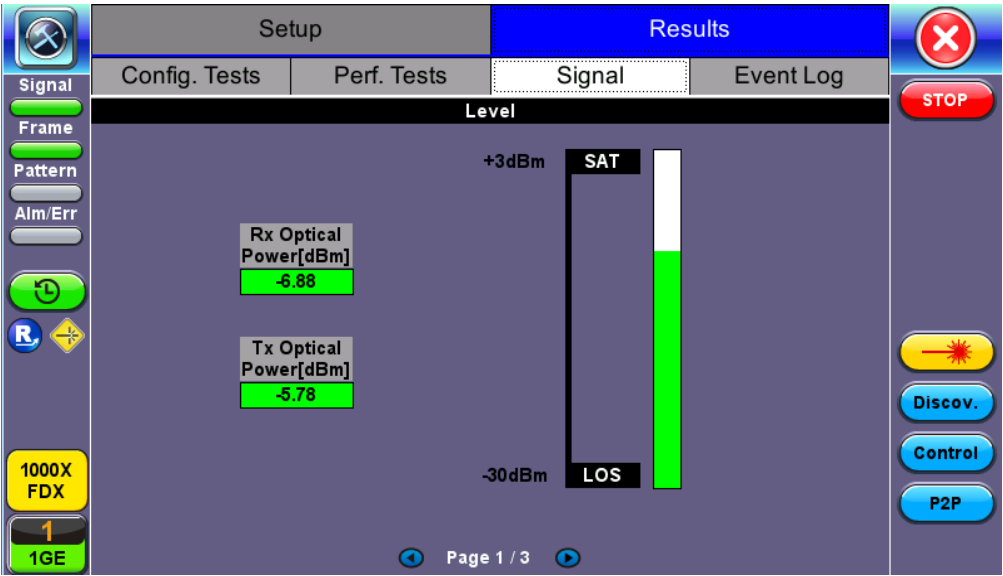 Setup
Results
Config. Tests
Perf. Tests
Signal
Event Log
Level
Signal
Frame
Pattern
Alm/Err
R
1000X
FDX
1
1GE
+3dBm
SAT
Rx Optical
Power[dBm]
-6.88
Tx Optical
Power[dBm]
-5.78
-30dBm
LOS
Page 1 / 3
STOP
Discov.
Control
P2P